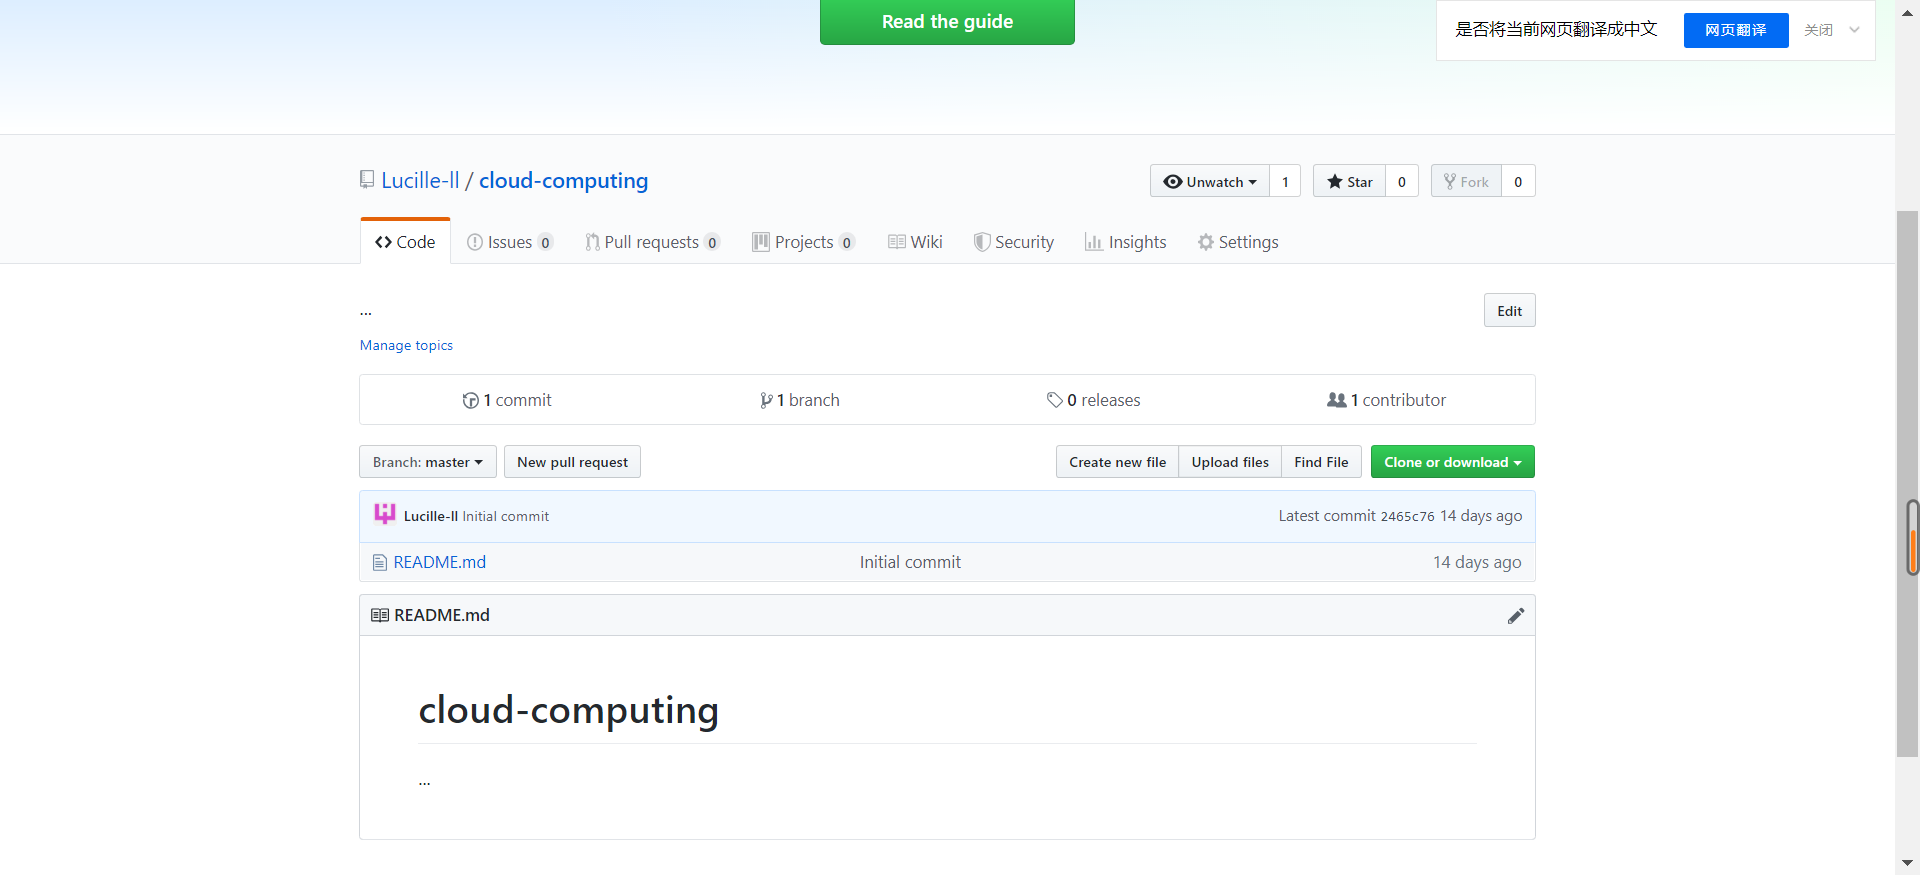 Read the guide
是否将当前网页翻译成中文 网页翻译 关闭
Lucille-ll / cloud-computing Unwatch 1 Star 0 Fork 0
Code Issues 0 Pull requests 0 Projects 0 Wiki Security Insights Settings
... Edit
Manage topics
1 commit 1 branch 0 releases 1 contributor
Branch: master New pull request Create new file Upload files Find File Clone or download
Lucille-ll Initial commit Latest commit 2465c76 14 days ago
README.md Initial commit 14 days ago
README.md
cloud-computing
...